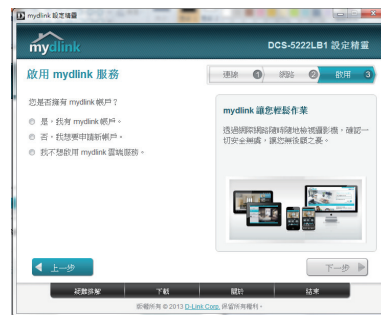 mydlink 設定精靈
mydlink
DCS-5222LB1 設定精靈
啟用 mydlink 服務
連線 1 網路 2 啟用 3
您是否擁有 mydlink 帳戶？
是，我有 mydlink 帳戶。
否，我想要申請新帳戶。
我不想啟用 mydlink 雲端服務。
mydlink 讓您輕鬆作業
透過網際網路隨時隨地檢視攝影機，確認一
切安全無虞，讓您無後顧之憂。
上一步
下一步
疑難排解 下載 關於 結束
版權所有 © 2013 D-Link Corp. 保留所有權利。